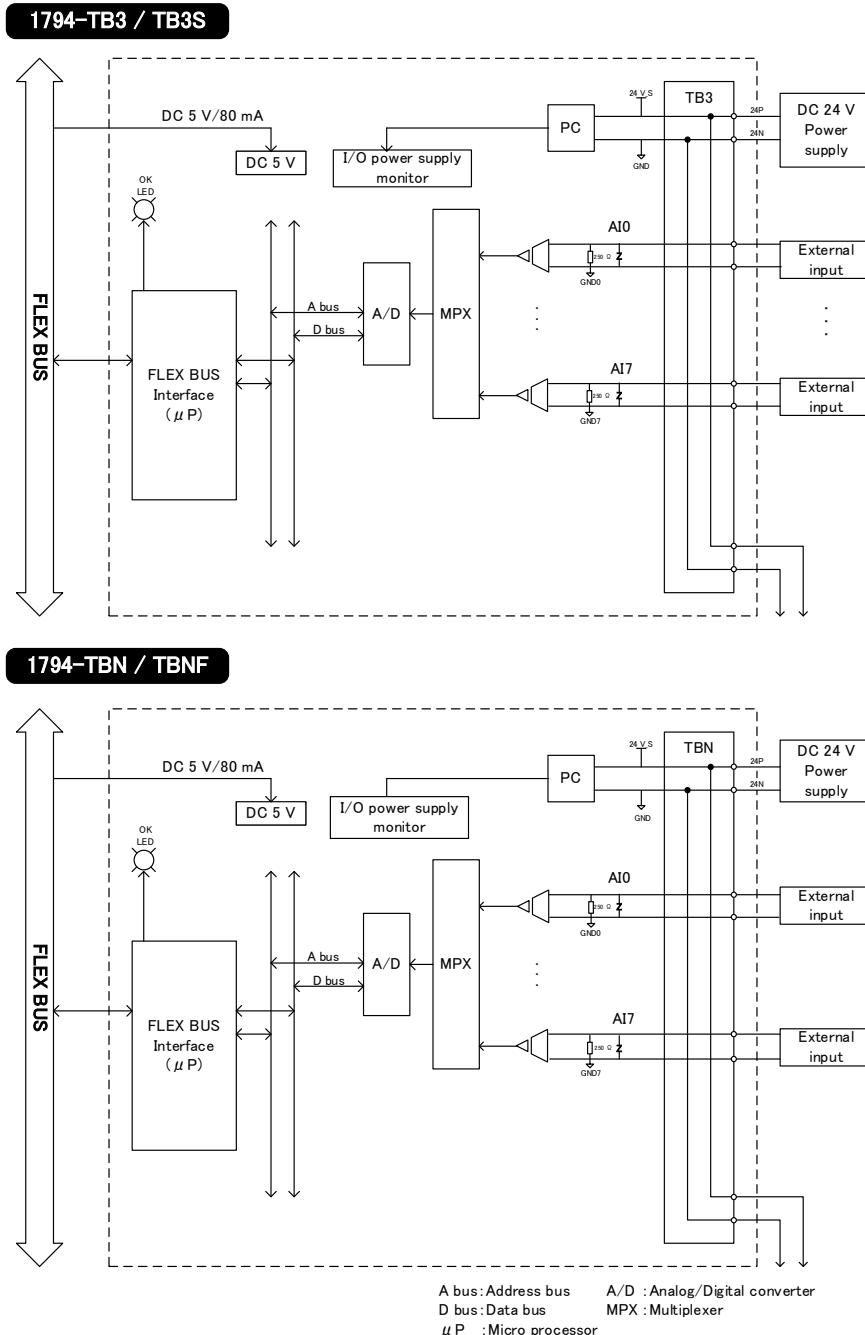 1794-TB3 / TB3S
DC 5 V/80 mA
DC 5 V
I/O power supply
monitor
PC
24 V S
GND
TB3
24P
24N
DC 24 V
Power
supply
OK
LED
FLEX BUS
FLEX BUS
Interface
(μ P)
A bus
D bus
A/D
MPX
AI0
250 Ω
GND0
External
input
AI7
250 Ω
GND7
External
input
1794-TBN / TBNF
DC 5 V/80 mA
DC 5 V
I/O power supply
monitor
PC
24 V S
GND
TBN
24P
24N
DC 24 V
Power
supply
OK
LED
FLEX BUS
FLEX BUS
Interface
(μ P)
A bus
D bus
A/D
MPX
AI0
250 Ω
GND0
External
input
AI7
250 Ω
GND7
External
input
A bus : Address bus A/D : Analog/Digital converter
D bus : Data bus MPX : Multiplexer
μ P : Micro processor